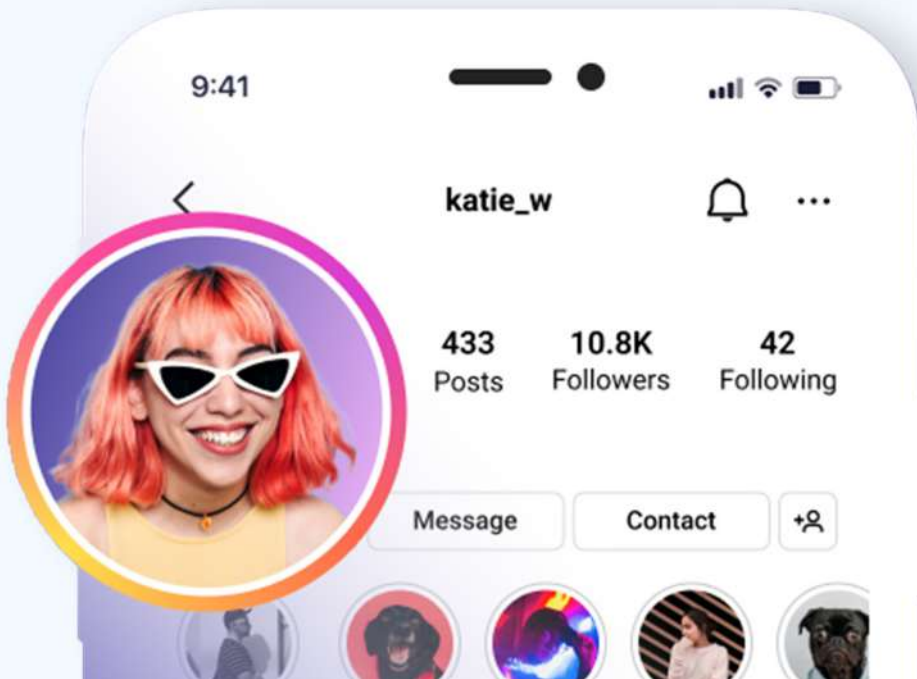 9:41
katie_w
433 10.8K 42
Posts Followers Following
Message Contact